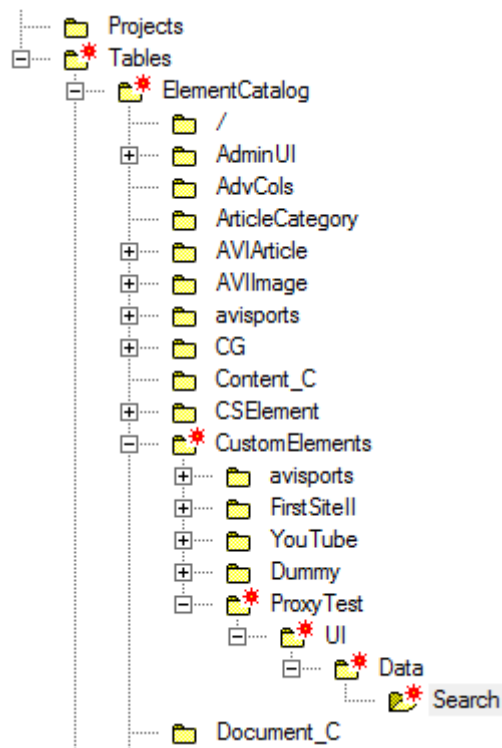 Projects
Tables
ElementCatalog
/
AdminUI
AdvCols
ArticleCategory
AVIArticle
AVIImage
avisports
CG
Content_C
CSElement
CustomElements
avisports
FirstSiteII
YouTube
Dummy
ProxyTest
UI
Data
Search
Document_C